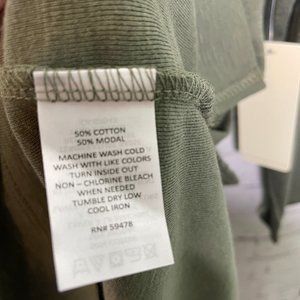 50% COTTON
50% MODAL
MACHINE WASH COLD
WASH WITH LIKE COLORS
TURN INSIDE OUT
NON - CHLORINE BLEACH
WHEN NEEDED
TUMBLE DRY LOW
COOL IRON
RN# 59478